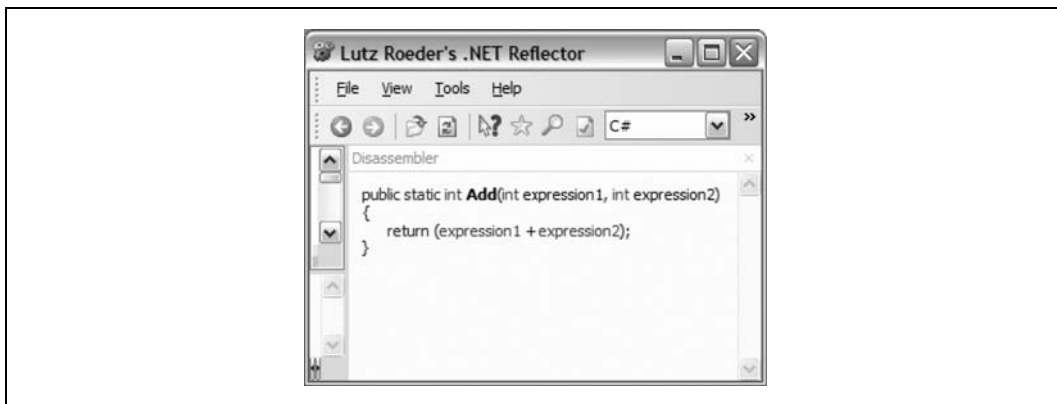 Lutz Roeder's .NET Reflector
File View Tools Help
C#
Disassembler
public static int Add(int expression1, int expression2)
{
return (expression1 + expression2);
}